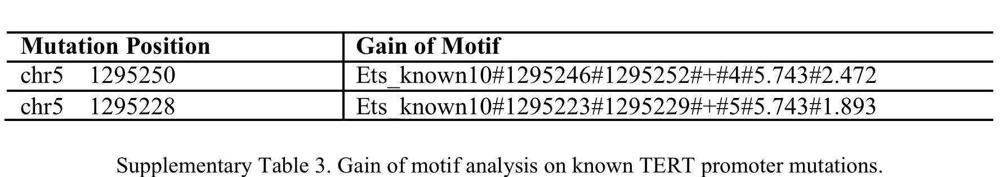 Mutation Position Gain of Motif
chr5 1295250 Ets_known10#1295246#1295252#+#4#5.743#2.472
chr5 1295228 Ets_known10#1295223#1295229#+#5#5.743#1.893
Supplementary Table 3. Gain of motif analysis on known TERT promoter mutations.